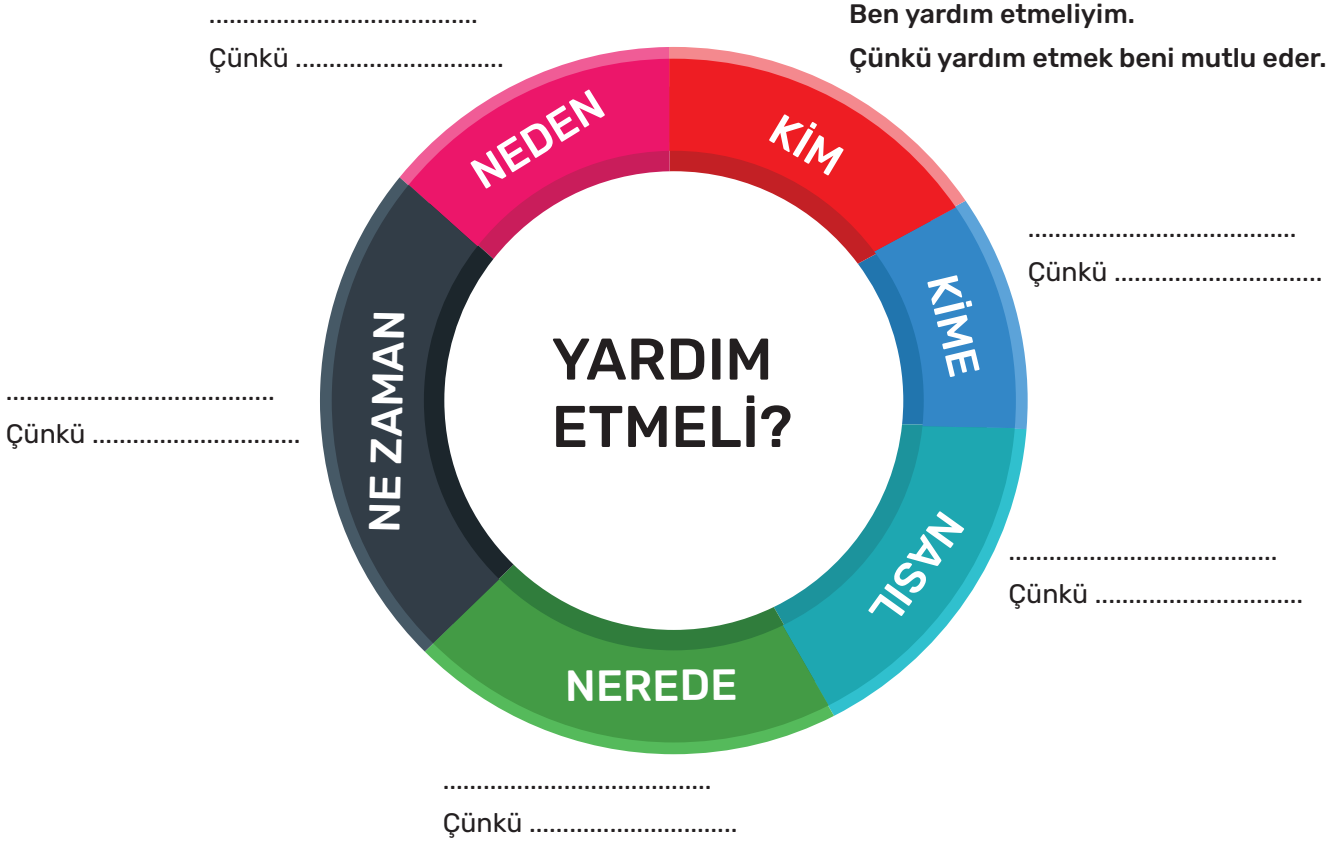 ........................................
Çünkü ...............................
Ben yardım etmeliyim.
Çünkü yardım etmek beni mutlu eder.
NEDEN
KİM
........................................
Çünkü ...............................
KİME
YARDIM
ETMELİ?
NE ZAMAN
........................................
Çünkü ...............................
NASIL
........................................
Çünkü ...............................
NEREDE
........................................
Çünkü ...............................